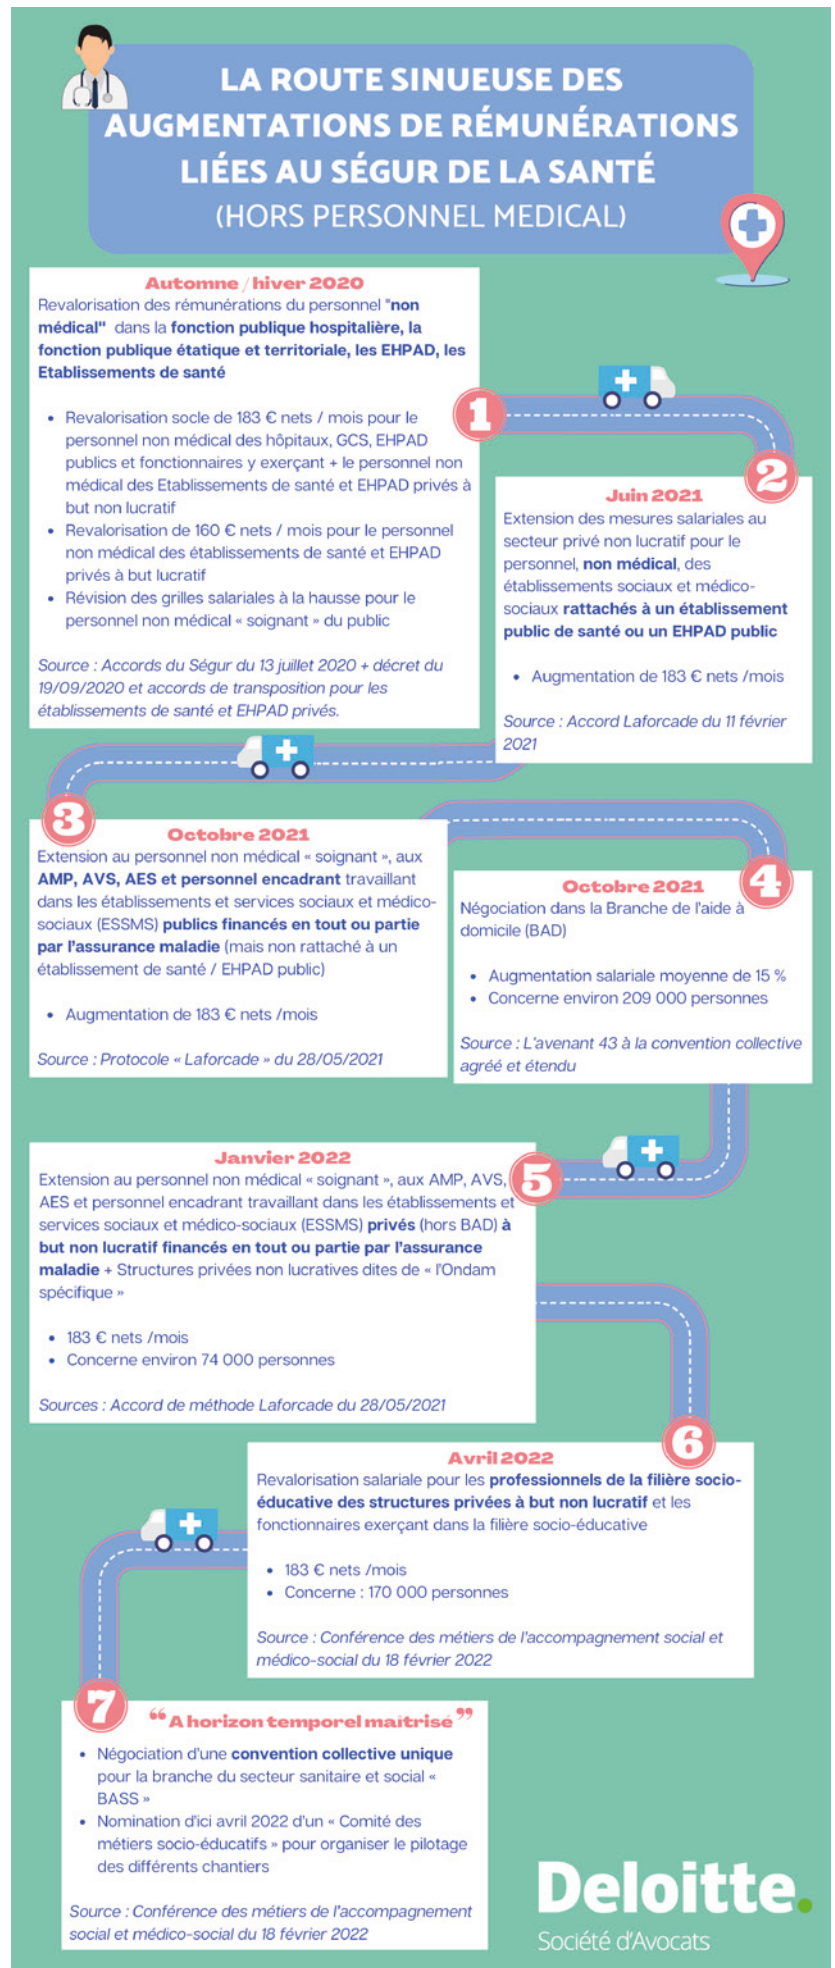 LA ROUTE SINUEUSE DES
AUGMENTATIONS DE RÉMUNÉRATIONS
LIÉES AU SÉGUR DE LA SANTÉ
(HORS PERSONNEL MEDICAL)
Automne / hiver 2020
Revalorisation des rémunérations du personnel "non
médical" dans la fonction publique hospitalière, la
fonction publique étatique et territoriale, les EHPAD, les
Etablissements de santé
• Revalorisation socle de 183 € nets / mois pour le
personnel non médical des hôpitaux, GCS, EHPAD
publics et fonctionnaires y exerçant + le personnel non
médical des Etablissements de santé et EHPAD privés à
but non lucratif
• Revalorisation de 160 € nets / mois pour le personnel
non médical des établissements de santé et EHPAD
privés à but lucratif
• Révision des grilles salariales à la hausse pour le
personnel non médical « soignant » du public
Source : Accords du Ségur du 13 juillet 2020 + décret du
19/09/2020 et accords de transposition pour les
établissements de santé et EHPAD privés.
1
2
Juin 2021
Extension des mesures salariales au
secteur privé non lucratif pour le
personnel, non médical, des
établissements sociaux et médico-
sociaux rattachés à un établissement
public de santé ou un EHPAD public
• Augmentation de 183 € nets /mois
Source : Accord Laforcade du 11 février
2021
3
Octobre 2021
Extension au personnel non médical « soignant », aux
AMP, AVS, AES et personnel encadrant travaillant
dans les établissements et services sociaux et médico-
sociaux (ESSMS) publics financés en tout ou partie
par l'assurance maladie (mais non rattaché à un
établissement de santé / EHPAD public)
• Augmentation de 183 € nets /mois
Source : Protocole « Laforcade » du 28/05/2021
4
Octobre 2021
Négociation dans la Branche de l'aide à
domicile (BAD)
• Augmentation salariale moyenne de 15 %
• Concerne environ 209 000 personnes
Source : L'avenant 43 à la convention collective
agréé et étendu
5
Janvier 2022
Extension au personnel non médical « soignant », aux AMP, AVS,
AES et personnel encadrant travaillant dans les établissements et
services sociaux et médico-sociaux (ESSMS) privés (hors BAD) à
but non lucratif financés en tout ou partie par l'assurance
maladie + Structures privées non lucratives dites de « l'Ondam
spécifique »
• 183 € nets /mois
• Concerne environ 74 000 personnes
Sources : Accord de méthode Laforcade du 28/05/2021
6
Avril 2022
Revalorisation salariale pour les professionnels de la filière socio-
éducative des structures privées à but non lucratif et les
fonctionnaires exerçant dans la filière socio-éducative
• 183 € nets /mois
• Concerne : 170 000 personnes
Source : Conférence des métiers de l'accompagnement social et
médico-social du 18 février 2022
7
“A horizon temporel maîtrisé”
• Négociation d'une convention collective unique
pour la branche du secteur sanitaire et social «
BASS »
• Nomination d'ici avril 2022 d'un « Comité des
métiers socio-éducatifs » pour organiser le pilotage
des différents chantiers
Source : Conférence des métiers de l'accompagnement
social et médico-social du 18 février 2022
Deloitte.
Société d'Avocats